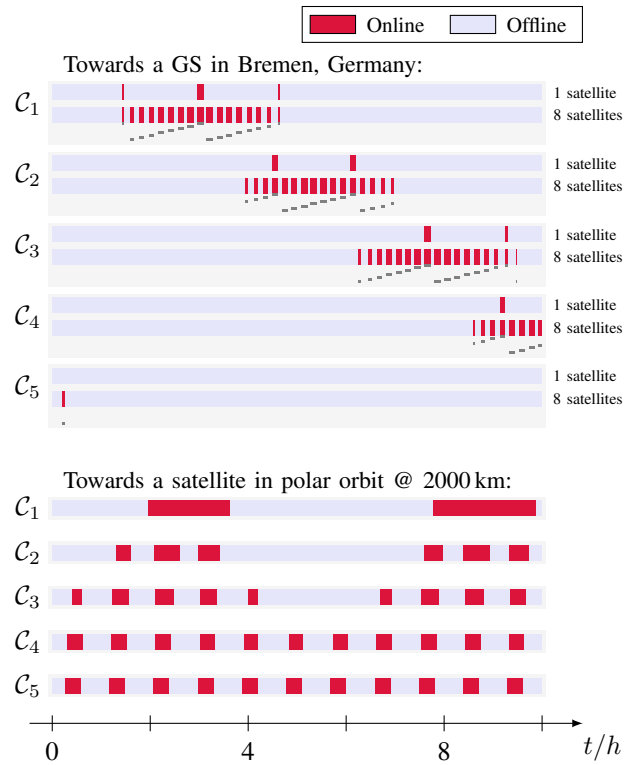 Online Offline
Towards a GS in Bremen, Germany:
𝒞1 1 satellite
8 satellites
𝒞2 1 satellite
8 satellites
𝒞3 1 satellite
8 satellites
𝒞4 1 satellite
8 satellites
𝒞5 1 satellite
8 satellites
Towards a satellite in polar orbit @ 2000 km:
𝒞1
𝒞2
𝒞3
𝒞4
𝒞5
0 4 8 t/h